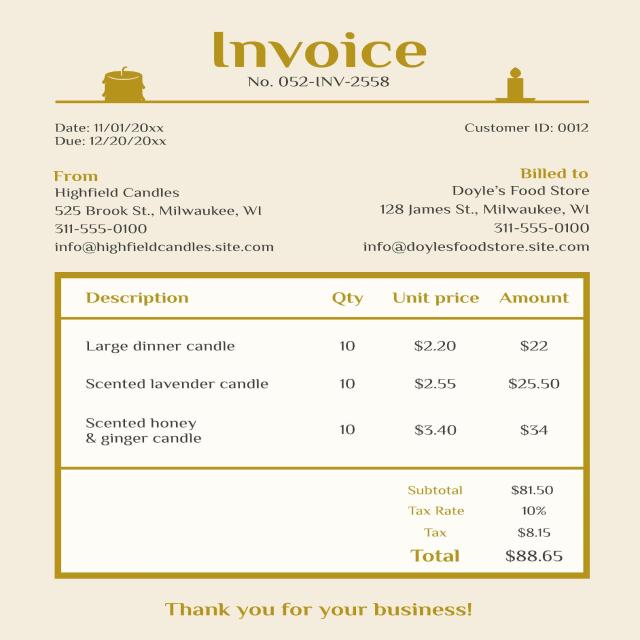 Invoice
No. 052-INV-2558
Date: 11/01/20xx
Due: 12/20/20xx
Customer ID: 0012
From
Highfield Candles
525 Brook St., Milwaukee, WI
311-555-0100
info@highfieldcandles.site.com
Billed to
Doyle's Food Store
128 James St., Milwaukee, WI
311-555-0100
info@doylesfoodstore.site.com
Description Qty Unit price Amount
Large dinner candle 10 $2.20 $22
Scented lavender candle 10 $2.55 $25.50
Scented honey
& ginger candle 10 $3.40 $34
Subtotal $81.50
Tax Rate 10%
Tax $8.15
Total $88.65
Thank you for your business!